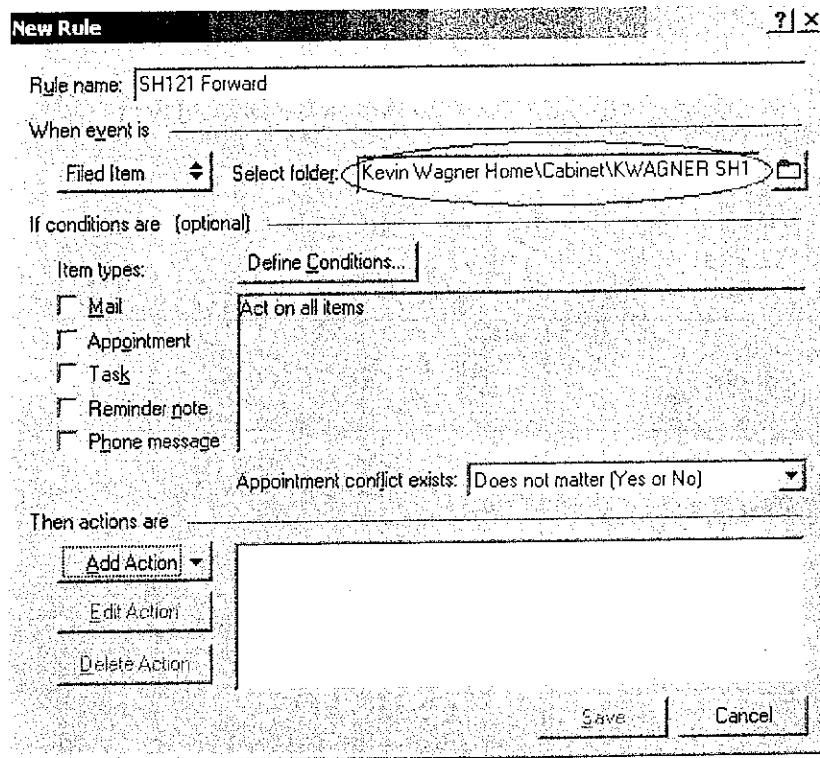 New Rule ? ×
Rule name: SH121 Forward
When event is
Filed Item Select folder: Kevin Wagner Home\Cabinet\KWAGNER SH1
If conditions are (optional)
Item types: Define Conditions...
Mail
Act on all items
Appointment
Task
Reminder note
Phone message
Appointment conflict exists: Does not matter (Yes or No)
Then actions are
Add Action
Edit Action
Delete Action
Save Cancel